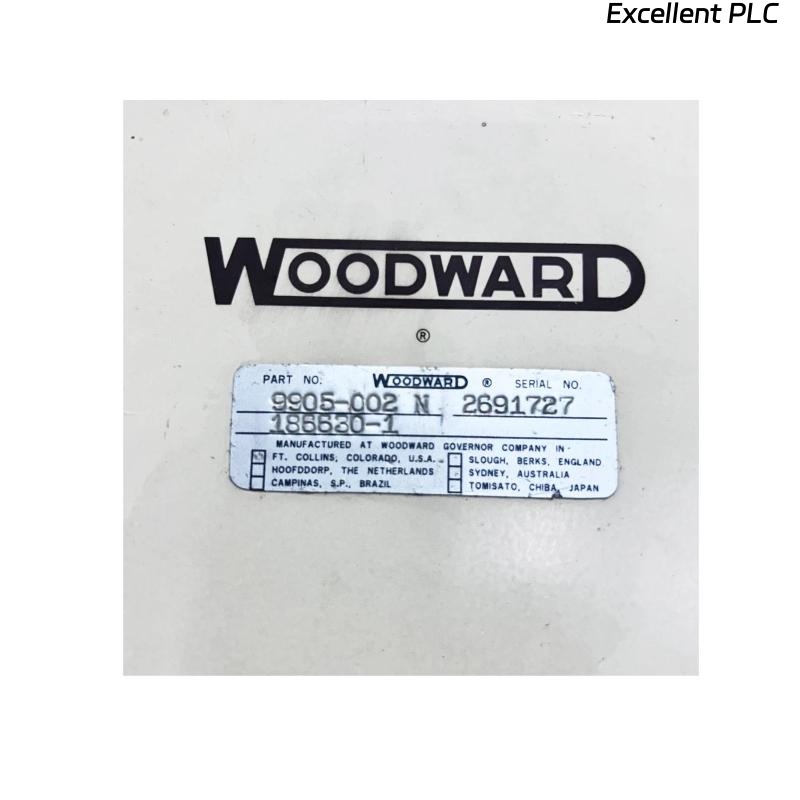 Excellent PLC
WOODWARD
®
PART NO. WOODWARD ® SERIAL NO.
9905-002 N 2691727
186630-1
MANUFACTURED AT WOODWARD GOVERNOR COMPANY IN
FT. COLLINS, COLORADO, U.S.A. SLOUGH, BERKS, ENGLAND
HOOFDDORP, THE NETHERLANDS SYDNEY, AUSTRALIA
CAMPINAS, S.P., BRAZIL TOMISATO, CHIBA, JAPAN